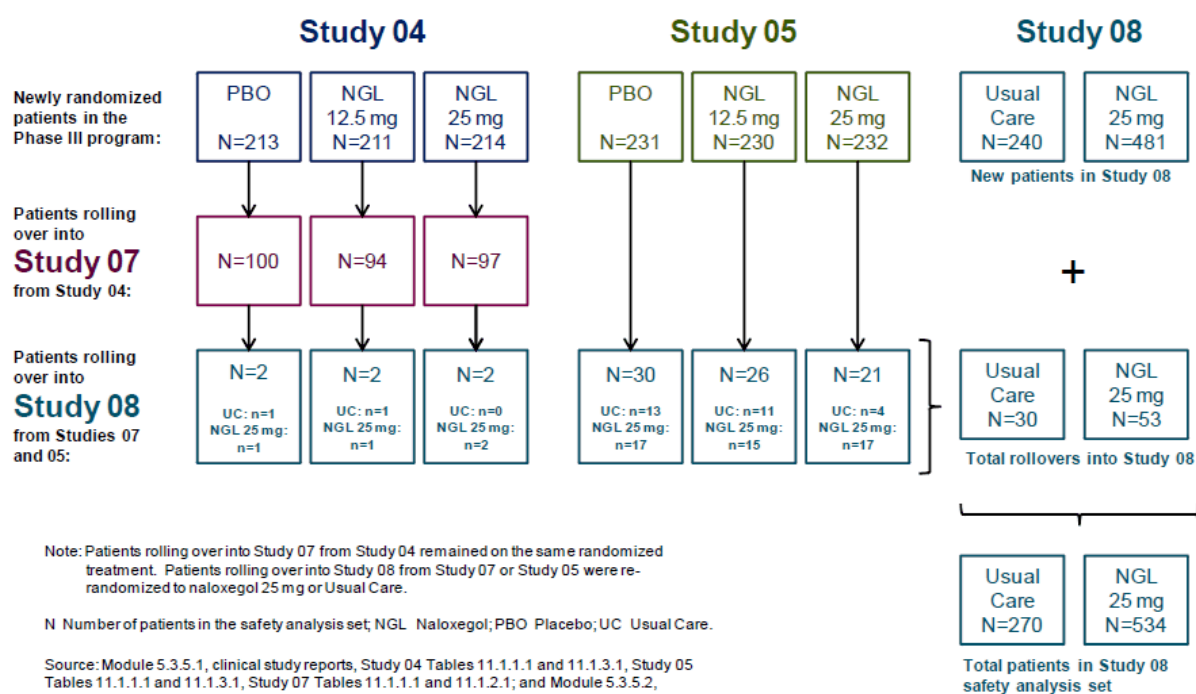 Study 04
Study 05
Study 08
Newly randomized
patients in the
Phase III program:
PBO
N=213
NGL
12.5 mg
N=211
NGL
25 mg
N=214
PBO
N=231
NGL
12.5 mg
N=230
NGL
25 mg
N=232
Usual
Care
N=240
NGL
25 mg
N=481
New patients in Study 08
Patients rolling
over into
Study 07
from Study 04:
N=100
N=94
N=97
+
Patients rolling
over into
Study 08
from Studies 07
and 05:
N=2
UC: n=1
NGL 25 mg:
n=1
N=2
UC: n=1
NGL 25 mg:
n=1
N=2
UC: n=0
NGL 25 mg:
n=2
N=30
UC: n=13
NGL 25 mg:
n=17
N=26
UC: n=11
NGL 25 mg:
n=15
N=21
UC: n=4
NGL 25 mg:
n=17
Usual
Care
N=30
NGL
25 mg
N=53
Total rollovers into Study 08
Note: Patients rolling over into Study 07 from Study 04 remained on the same randomized
treatment. Patients rolling over into Study 08 from Study 07 or Study 05 were re-
randomized to naloxegol 25 mg or Usual Care.
N Number of patients in the safety analysis set; NGL Naloxegol; PBO Placebo; UC Usual Care.
Source: Module 5.3.5.1, clinical study reports, Study 04 Tables 11.1.1.1 and 11.1.3.1, Study 05
Tables 11.1.1.1 and 11.1.3.1, Study 07 Tables 11.1.1.1 and 11.1.2.1; and Module 5.3.5.2,
Usual
Care
N=270
NGL
25 mg
N=534
Total patients in Study 08
safety analysis set